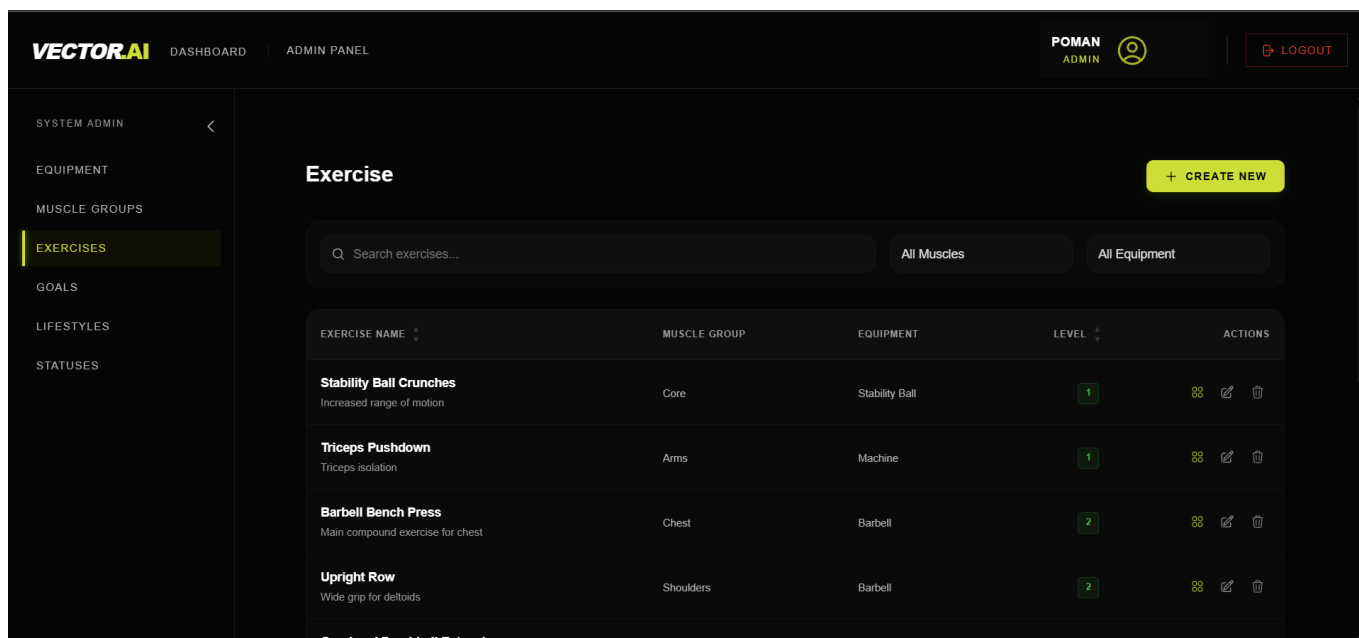 VECTOR.AI
DASHBOARD
ADMIN PANEL
POMAN
ADMIN
LOGOUT
SYSTEM ADMIN
EQUIPMENT
MUSCLE GROUPS
EXERCISES
GOALS
LIFESTYLES
STATUSES
Exercise
+ CREATE NEW
Search exercises...
All Muscles
All Equipment
EXERCISE NAME MUSCLE GROUP EQUIPMENT LEVEL ACTIONS
Stability Ball Crunches
Increased range of motion
Core
Stability Ball
1
Triceps Pushdown
Triceps isolation
Arms
Machine
1
Barbell Bench Press
Main compound exercise for chest
Chest
Barbell
2
Upright Row
Wide grip for deltoids
Shoulders
Barbell
2